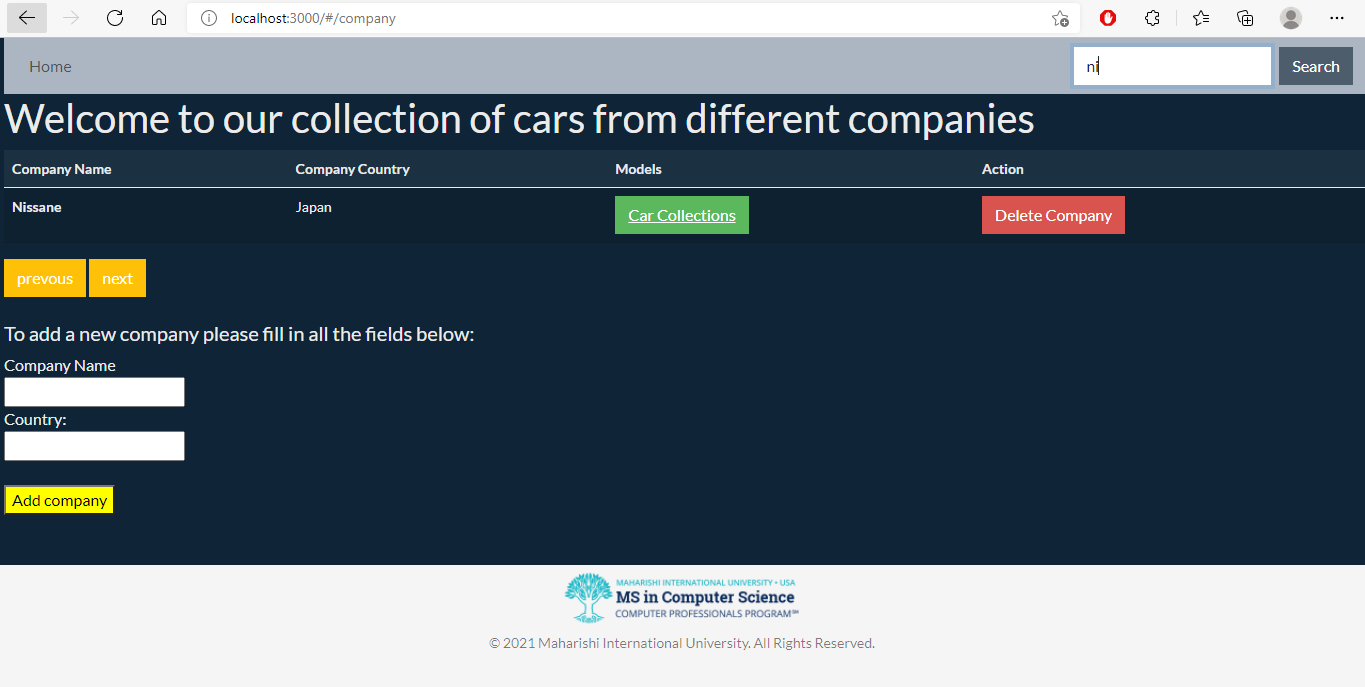 localhost:3000/#/company
Home ni Search
Welcome to our collection of cars from different companies
Company Name Company Country Models Action
Nissane Japan Car Collections Delete Company
prevous next
To add a new company please fill in all the fields below:
Company Name
Country:
Add company
MAHARISHI INTERNATIONAL UNIVERSITY • USA
MS in Computer Science
COMPUTER PROFESSIONALS PROGRAM℠
© 2021 Maharishi International University. All Rights Reserved.